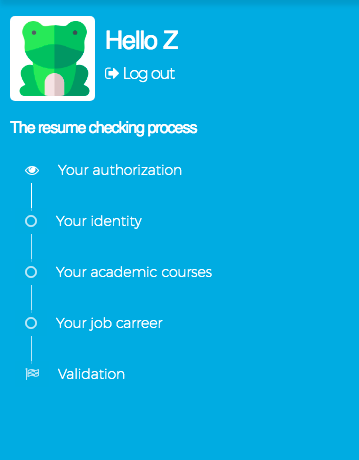 Hello Z
Log out
The resume checking process
Your authorization
Your identity
Your academic courses
Your job carreer
Validation